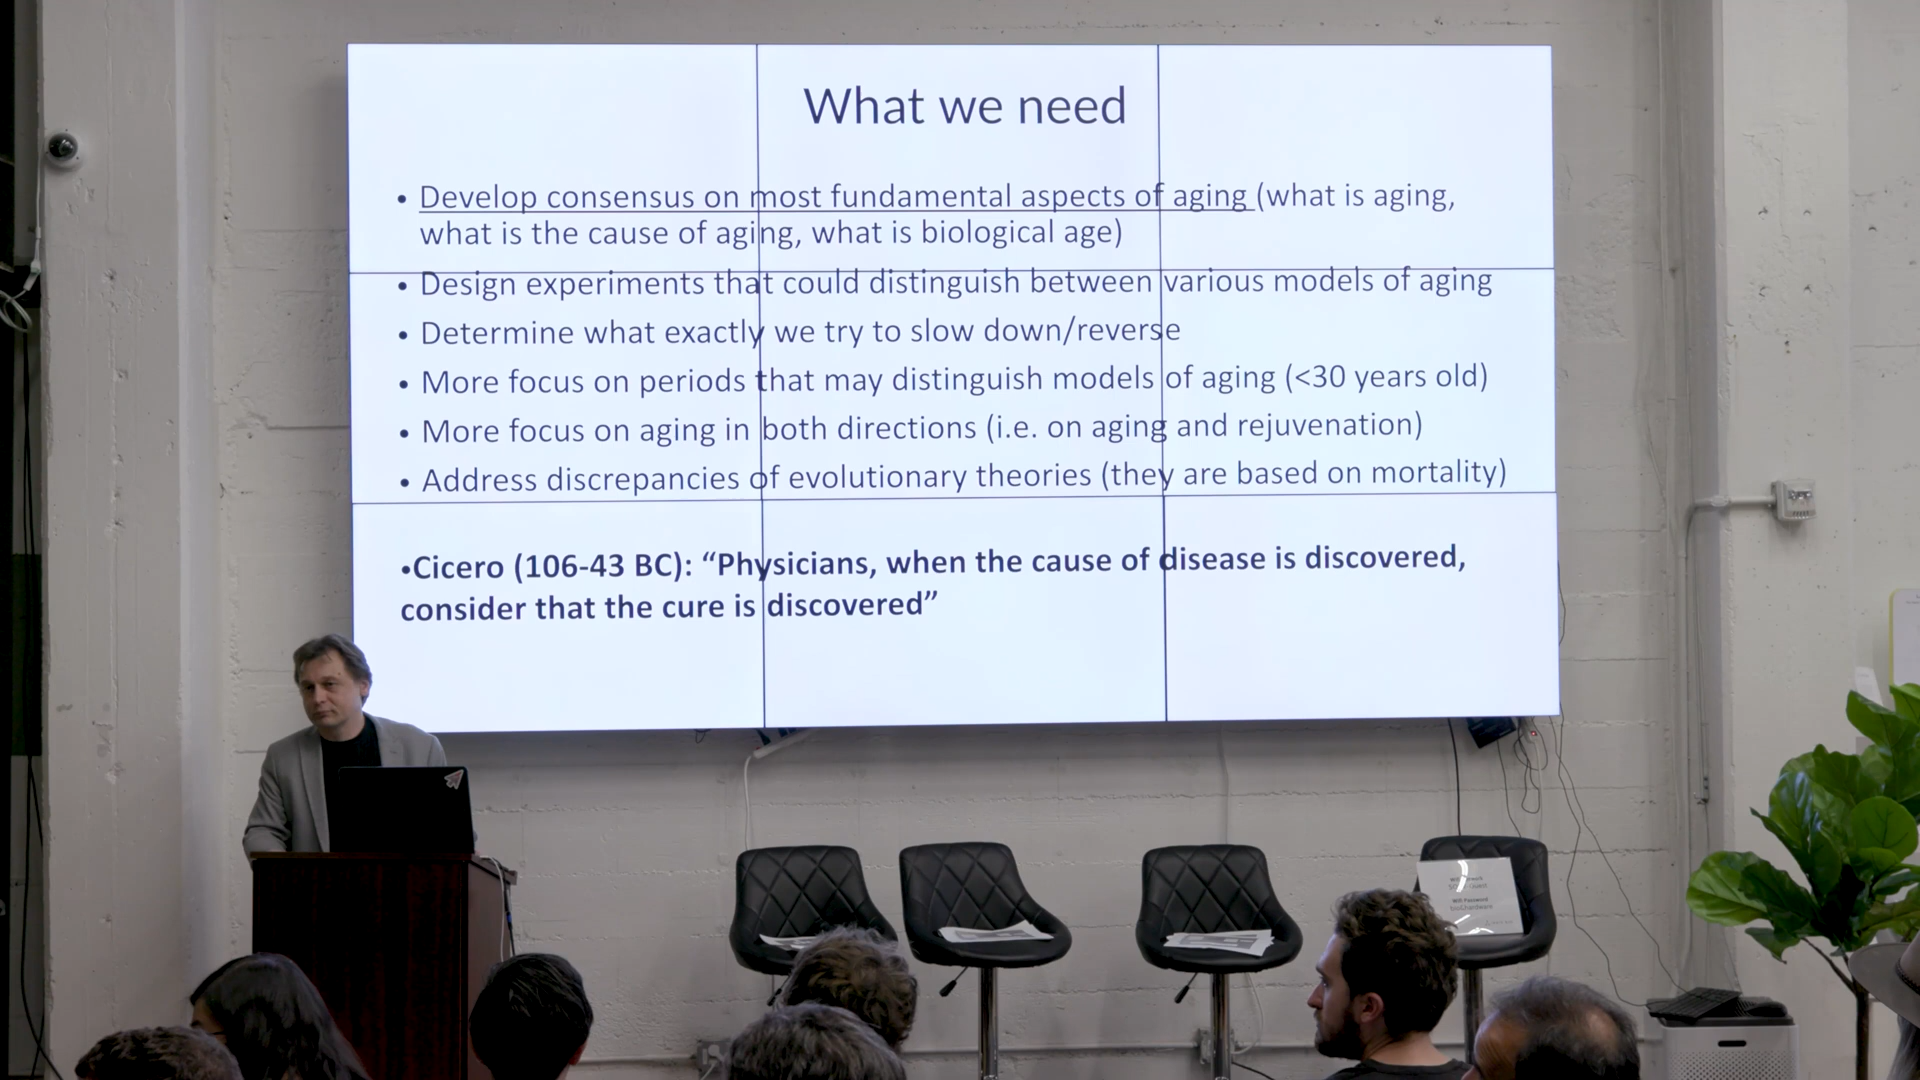 What we need
• Develop consensus on most fundamental aspects of aging (what is aging,
what is the cause of aging, what is biological age)
• Design experiments that could distinguish between various models of aging
• Determine what exactly we try to slow down/reverse
• More focus on periods that may distinguish models of aging (<30 years old)
• More focus on aging in both directions (i.e. on aging and rejuvenation)
• Address discrepancies of evolutionary theories (they are based on mortality)
•Cicero (106-43 BC): “Physicians, when the cause of disease is discovered,
consider that the cure is discovered”
Wifi Password